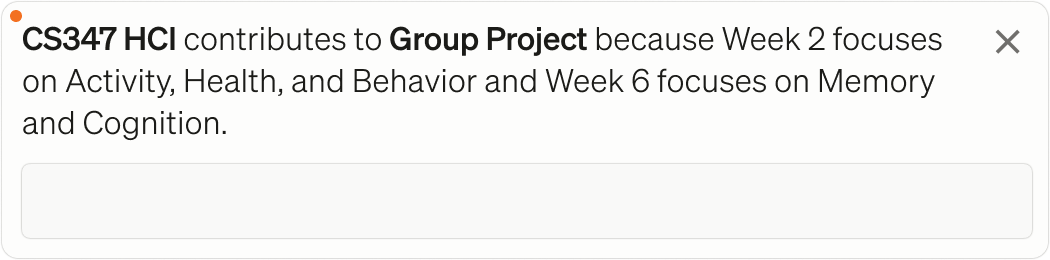 CS347 HCI contributes to Group Project because Week 2 focuses
on Activity, Health, and Behavior and Week 6 focuses on Memory
and Cognition.